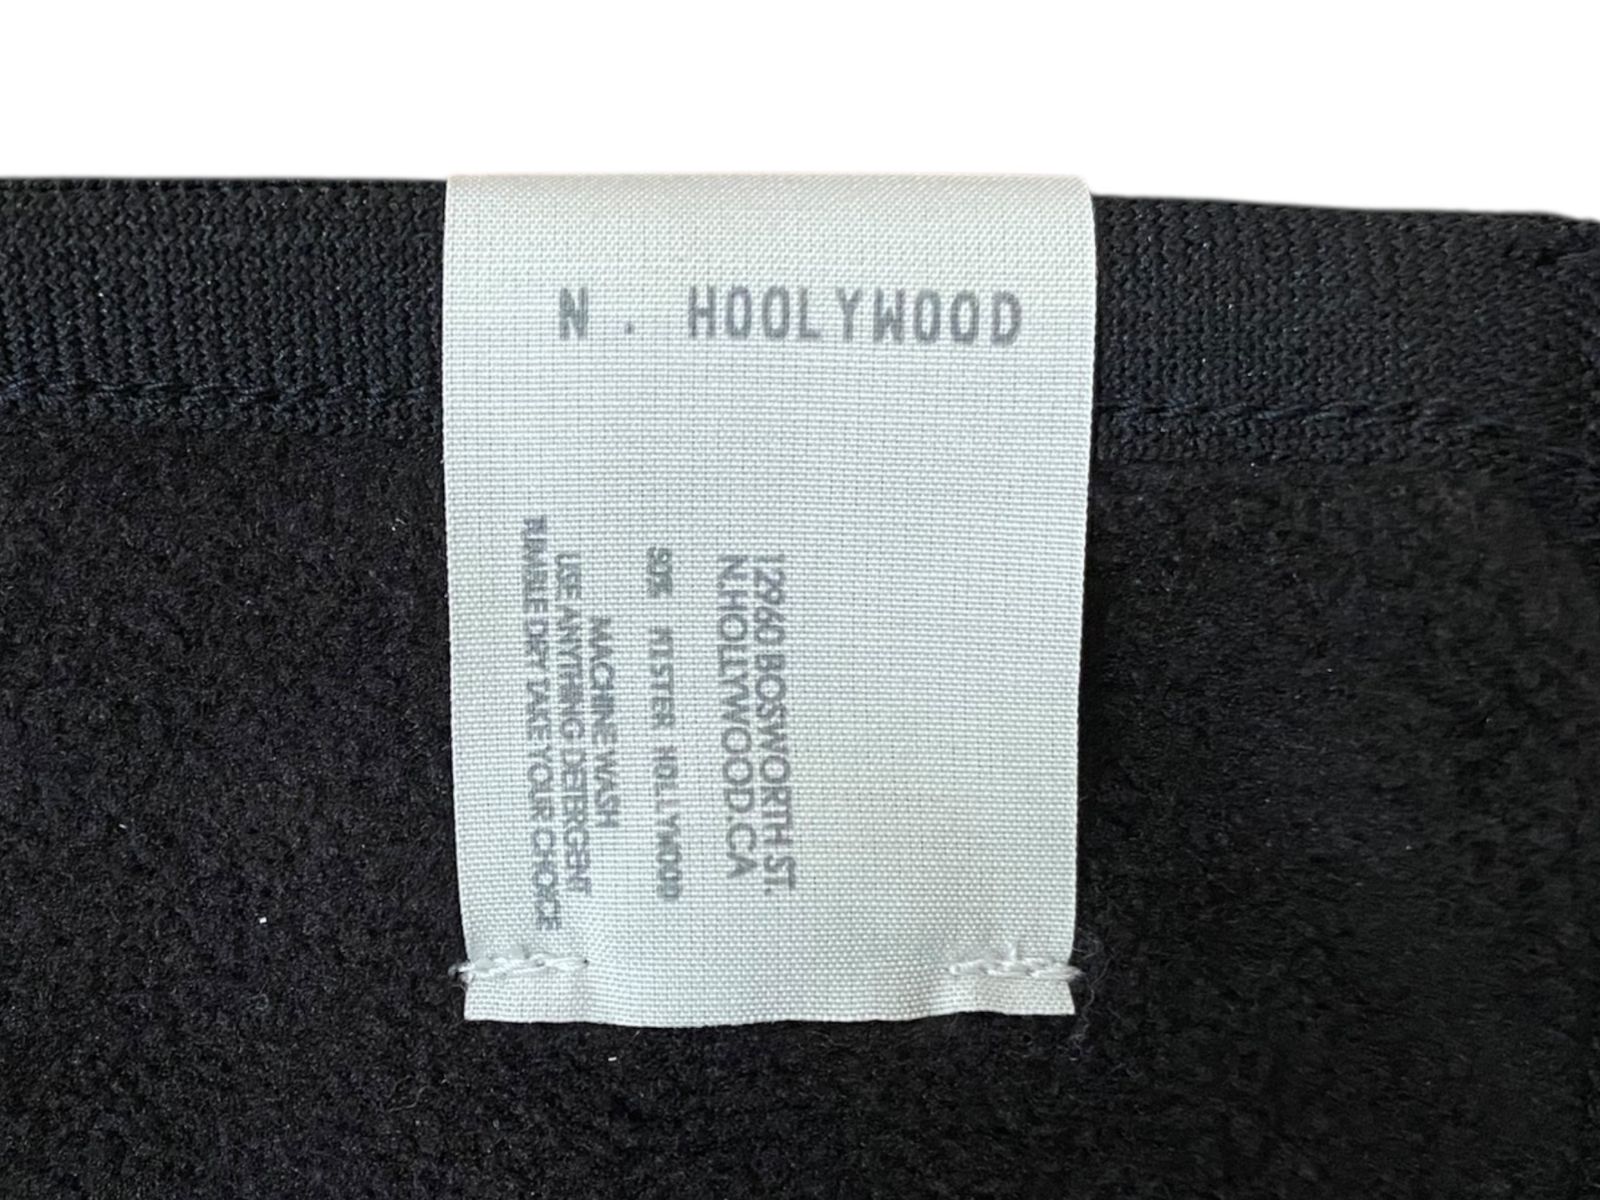 N. HOOLYWOOD
12960 BOSWORTH ST.
N.HOLLYWOOD.CA
MISTER HOLLYWOOD
MACHINE WASH
USE ANYTHING DETERGENT
TUMBLE DRY TAKE YOUR CHOICE